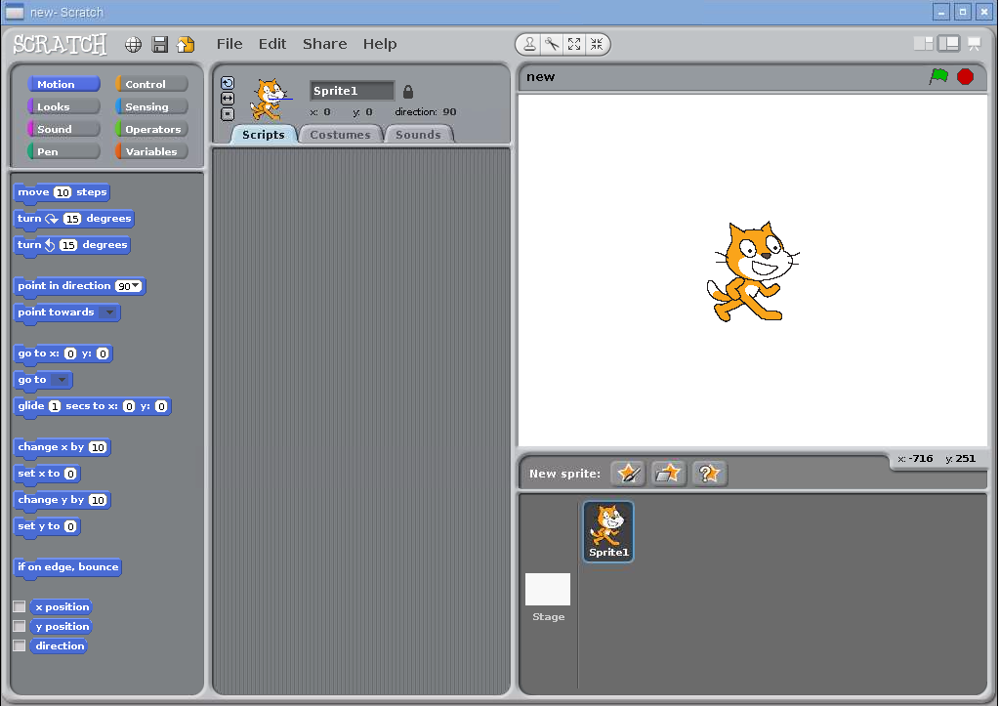 new- Scratch
SCRATCH File Edit Share Help
Motion Control
Looks Sensing
Sound Operators
Pen Variables
move 10 steps
turn 15 degrees
turn 15 degrees
point in direction 90
point towards
go to x: 0 y: 0
go to
glide 1 secs to x: 0 y: 0
change x by 10
set x to 0
change y by 10
set y to 0
if on edge, bounce
x position
y position
direction
Sprite1
x: 0 y: 0 direction: 90
Scripts Costumes Sounds
new
x: -716 y: 251
New sprite:
Sprite1
Stage